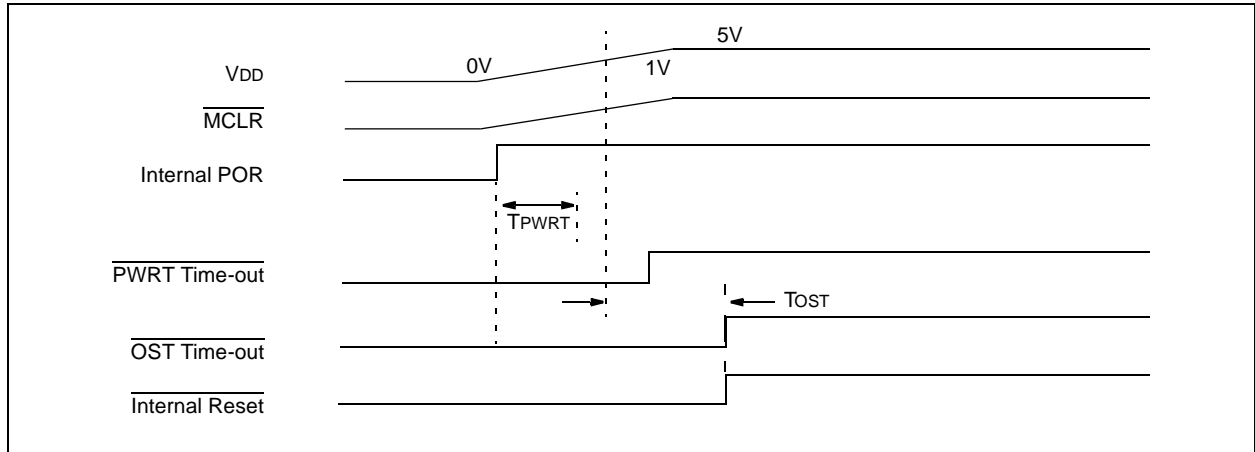 5V
VDD
0V
1V
MCLR
Internal POR
TPWRT
PWRT Time-out
TOST
OST Time-out
Internal Reset